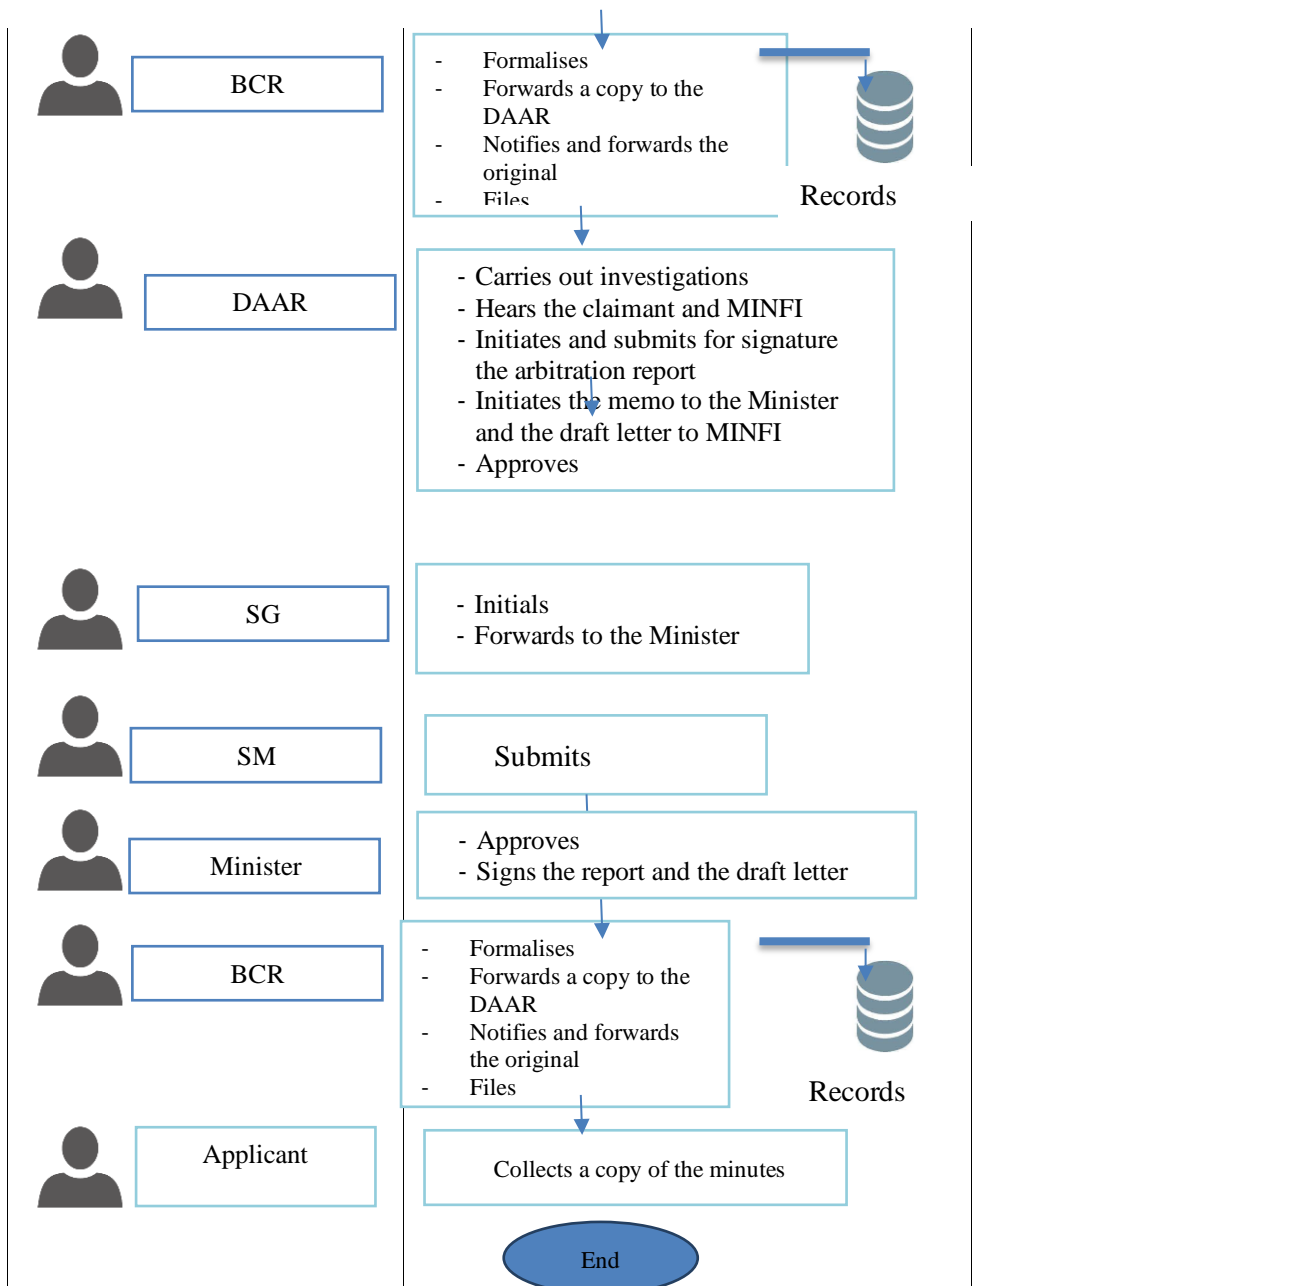 BCR
- Formalises
- Forwards a copy to the
DAAR
- Notifies and forwards the
original
- Files
Records
DAAR
- Carries out investigations
- Hears the claimant and MINFI
- Initiates and submits for signature
the arbitration report
- Initiates the memo to the Minister
and the draft letter to MINFI
- Approves
SG
- Initials
- Forwards to the Minister
SM
Submits
Minister
- Approves
- Signs the report and the draft letter
BCR
- Formalises
- Forwards a copy to the
DAAR
- Notifies and forwards
the original
- Files
Records
Applicant
Collects a copy of the minutes
End